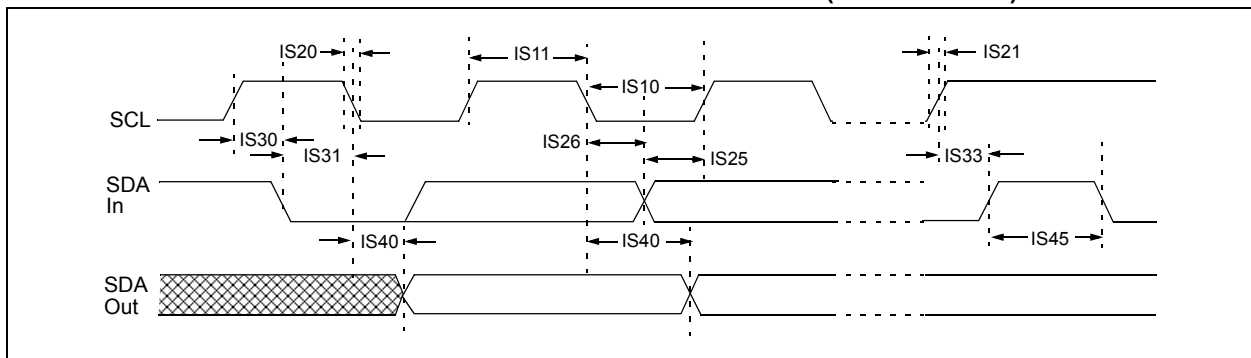 IS20
IS11
IS10
IS21
SCL
IS30
IS31
IS26
IS25
IS33
SDA
In
IS40
IS40
IS45
SDA
Out